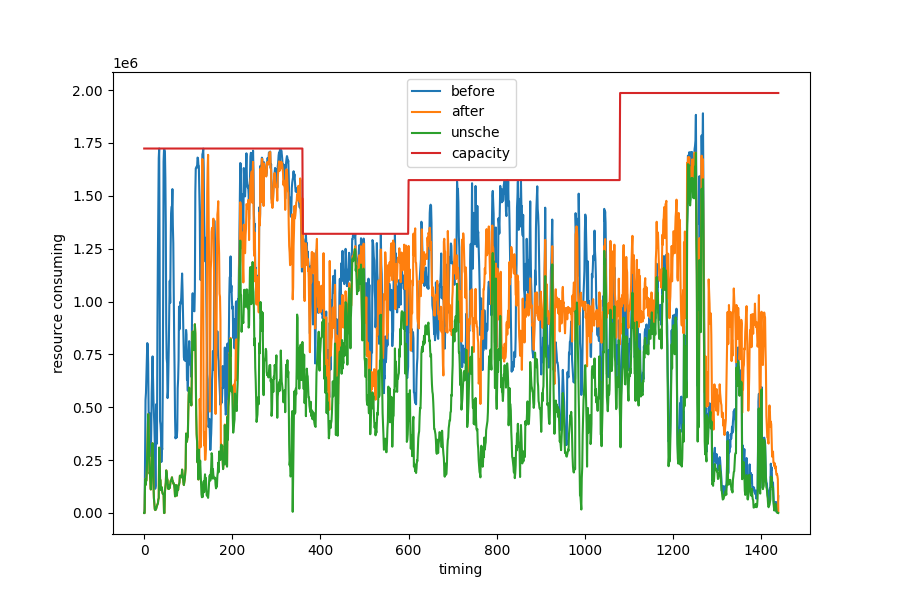 1e6
2.00
1.75
1.50
1.25
1.00
0.75
0.50
0.25
0.00
resource consuming
before
after
unsche
capacity
0 200 400 600 800 1000 1200 1400
timing